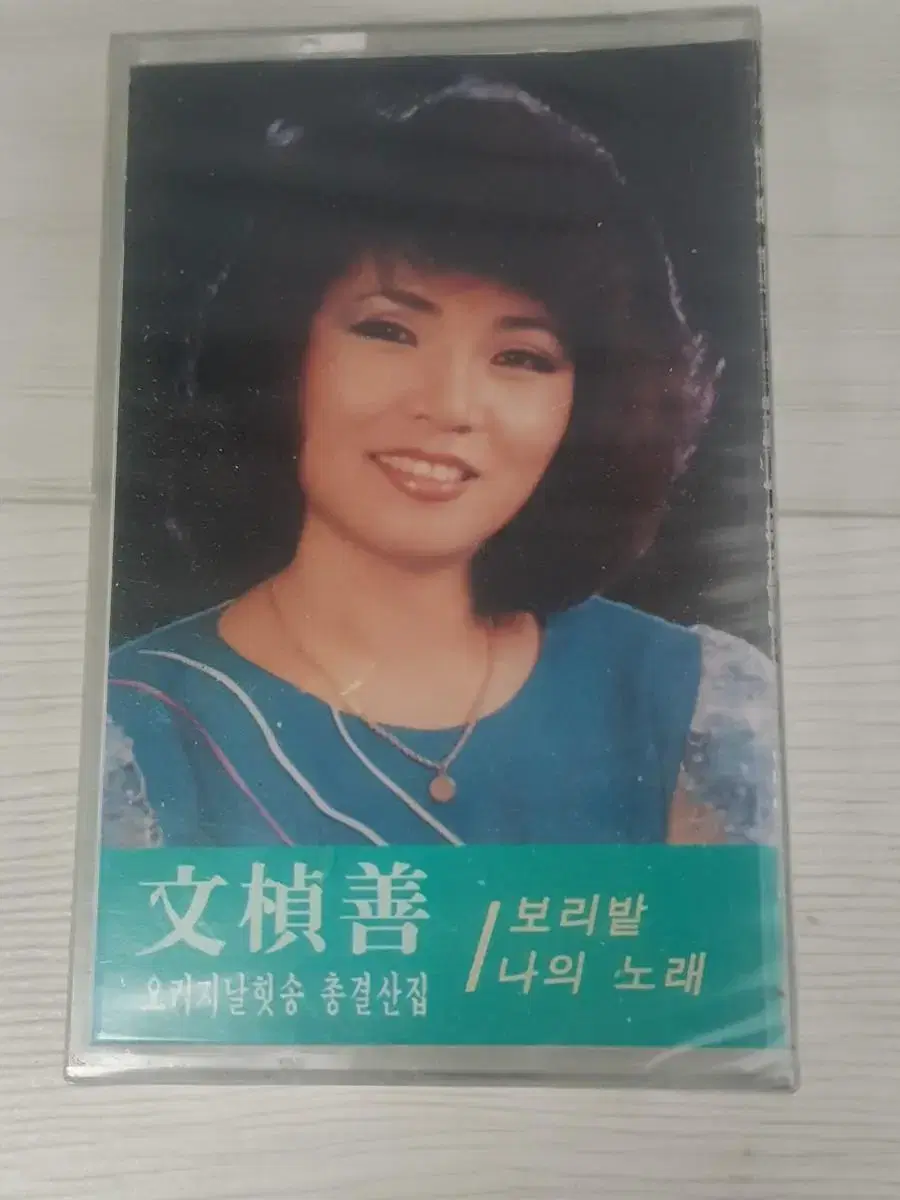 文楨善
오리지날힛송 총결산집
보리밭
나의 노래